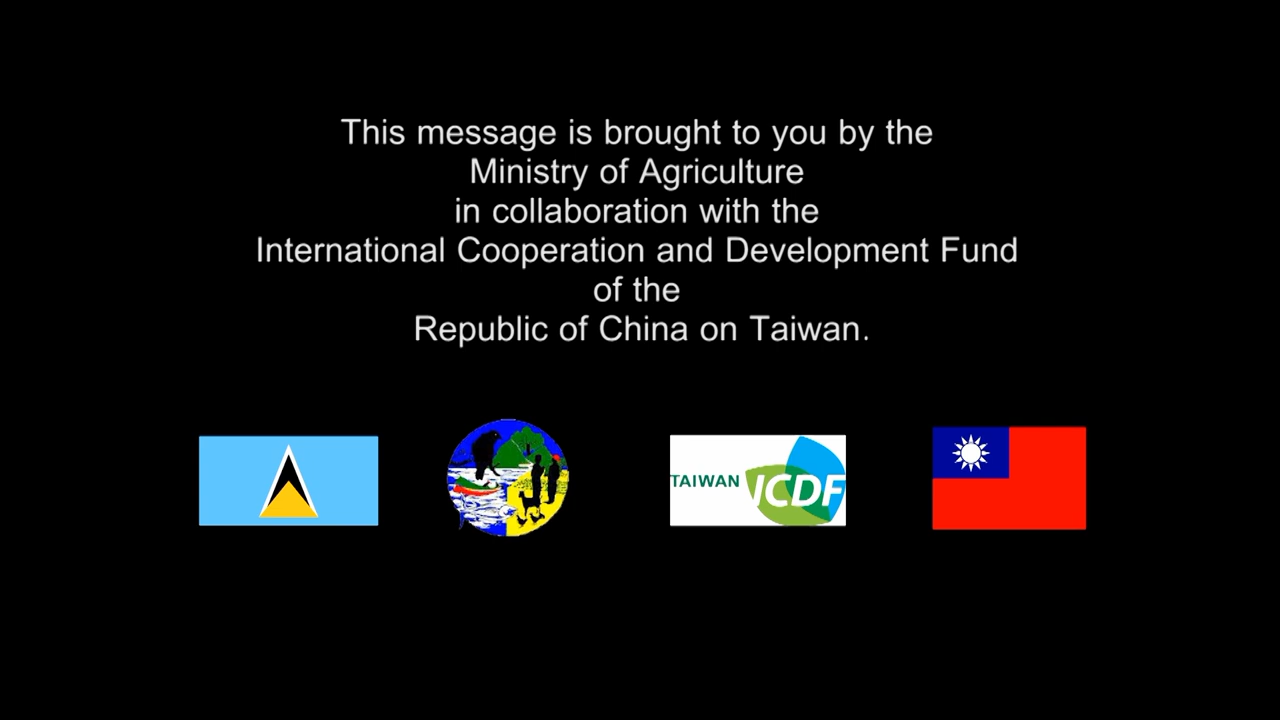 This message is brought to you by the
Ministry of Agriculture
in collaboration with the
International Cooperation and Development Fund
of the
Republic of China on Taiwan.
TAIWAN ICDF